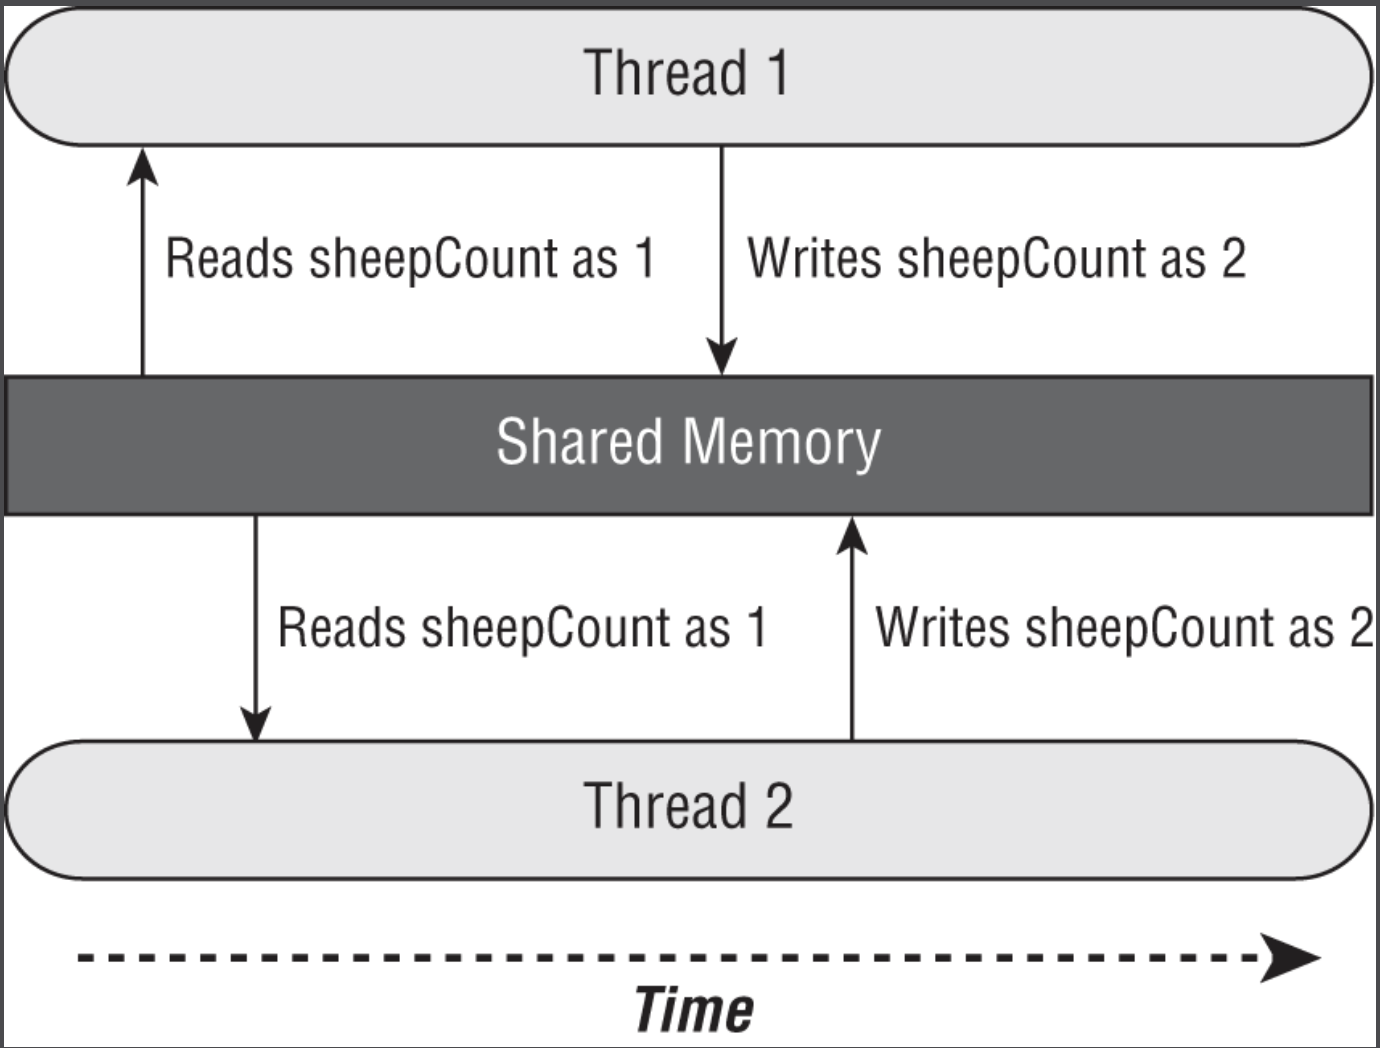 Thread 1
Reads sheepCount as 1
Writes sheepCount as 2
Shared Memory
Reads sheepCount as 1
Writes sheepCount as 2
Thread 2
Time